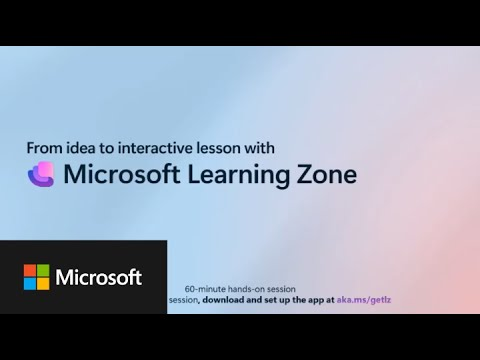 From idea to interactive lesson with
Microsoft Learning Zone
Microsoft
60-minute hands-on session
session, download and set up the app at aka.ms/getlz